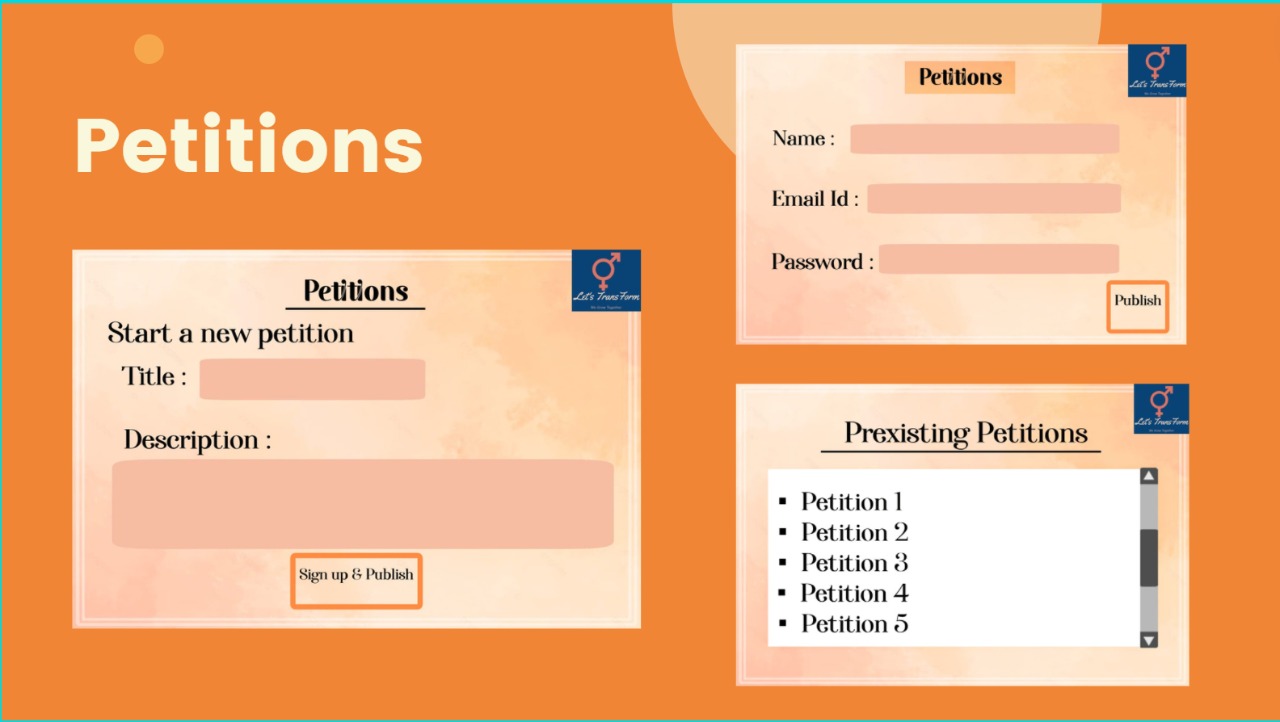 Petitions
Petitions
Let's TransForm
Start a new petition
Title :
Description :
Sign up & Publish
Petitions
Let's TransForm
Name :
Email Id :
Password :
Publish
Let's TransForm
Prexisting Petitions
▪ Petition 1
▪ Petition 2
▪ Petition 3
▪ Petition 4
▪ Petition 5